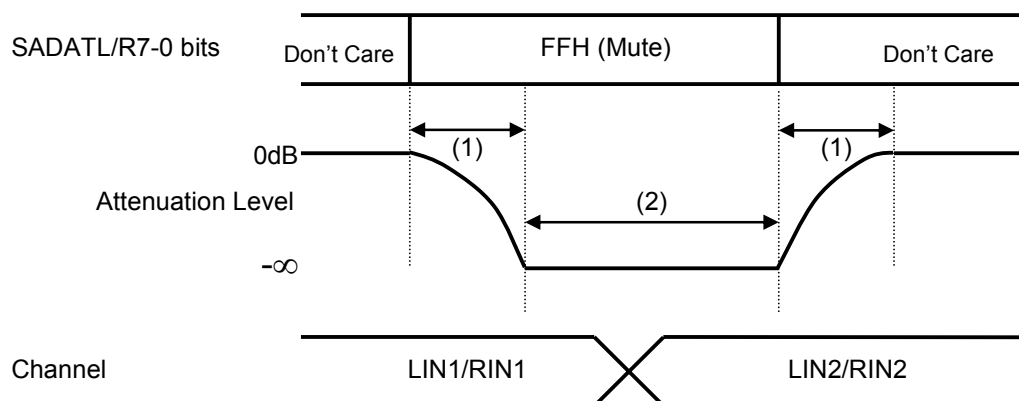 SADATL/R7-0 bits
Don't Care
FFH (Mute)
Don't Care
(1)
(1)
0dB
Attenuation Level
(2)
-∞
Channel
LIN1/RIN1
LIN2/RIN2